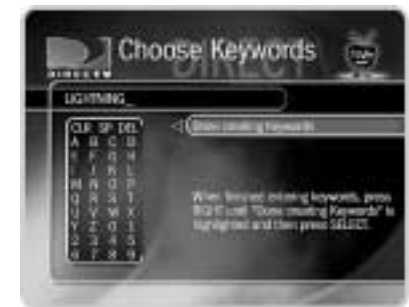 Choose Keywords
DIRECT
DIRECTV
TiVo
LIGHTNING_
CLR SP DEL
Done creating Keywords
A B C D
E F G H
I J K L
M N O P
Q R S T
U V W X
Y Z 0 1
2 3 4 5
6 7 8 9
When finished entering keywords, press
RIGHT until "Done creating Keywords" is
highlighted and then press SELECT.